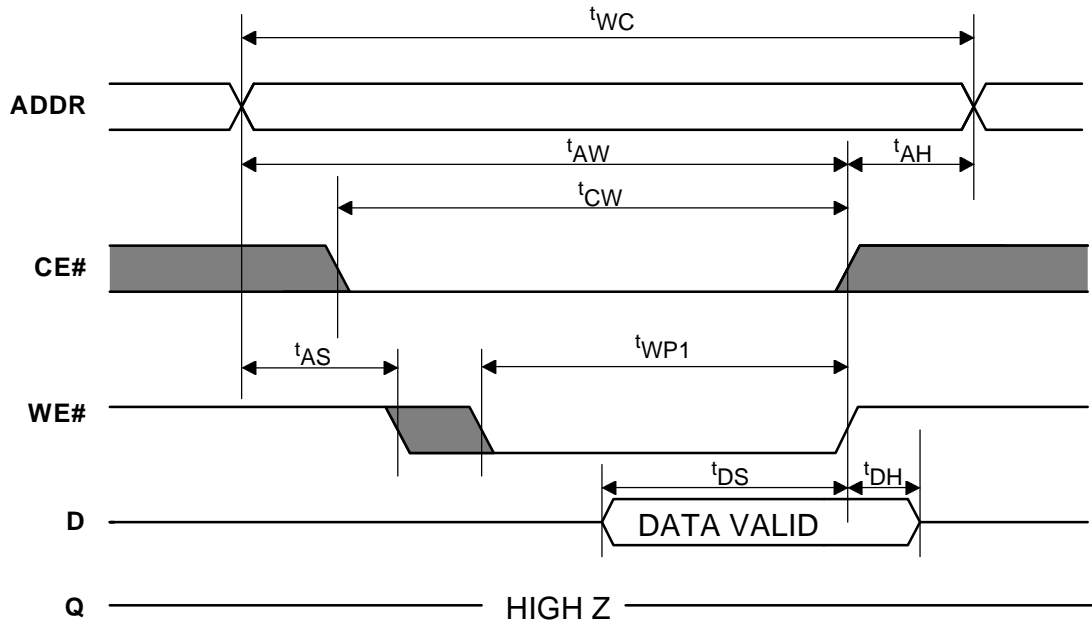 tWC
ADDR
tAW
tAH
tCW
CE#
tAS
tWP1
WE#
tDS
tDH
D
DATA VALID
Q
HIGH Z